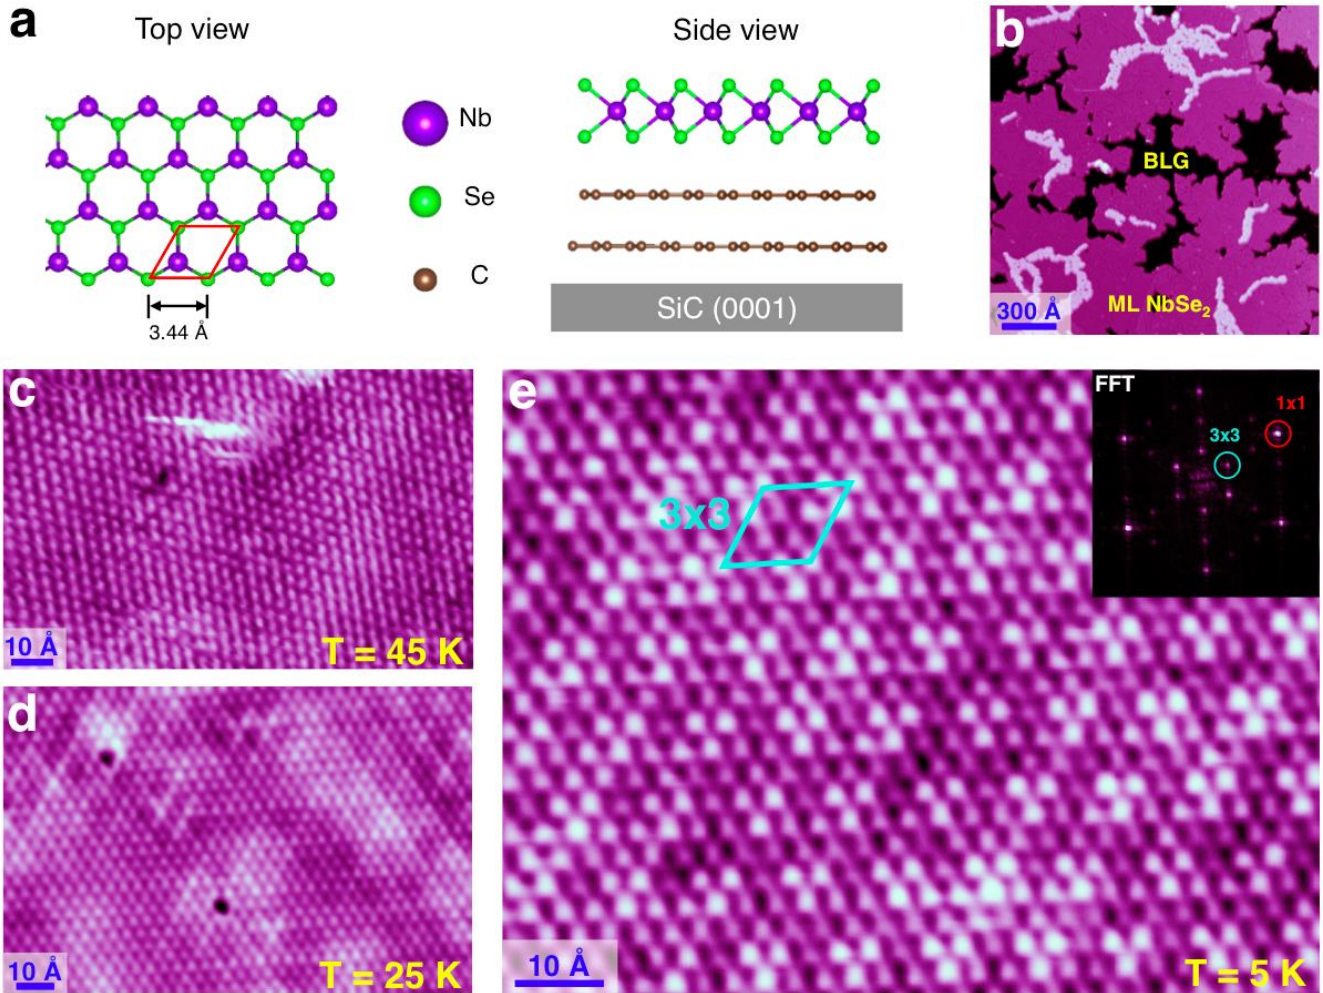 a
Top view
Side view
Nb
Se
C
3.44 Å
SiC (0001)
b
BLG
ML NbSe₂
300 Å
c
10 Å
T = 45 K
d
10 Å
T = 25 K
e
3x3
FFT
1x1
3x3
10 Å
T = 5 K